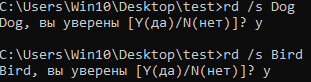 C:\Users\Win10\Desktop\test>rd /s Dog
Dog, вы уверены [Y(да)/N(нет)]? y
C:\Users\Win10\Desktop\test>rd /s Bird
Bird, вы уверены [Y(да)/N(нет)]? y